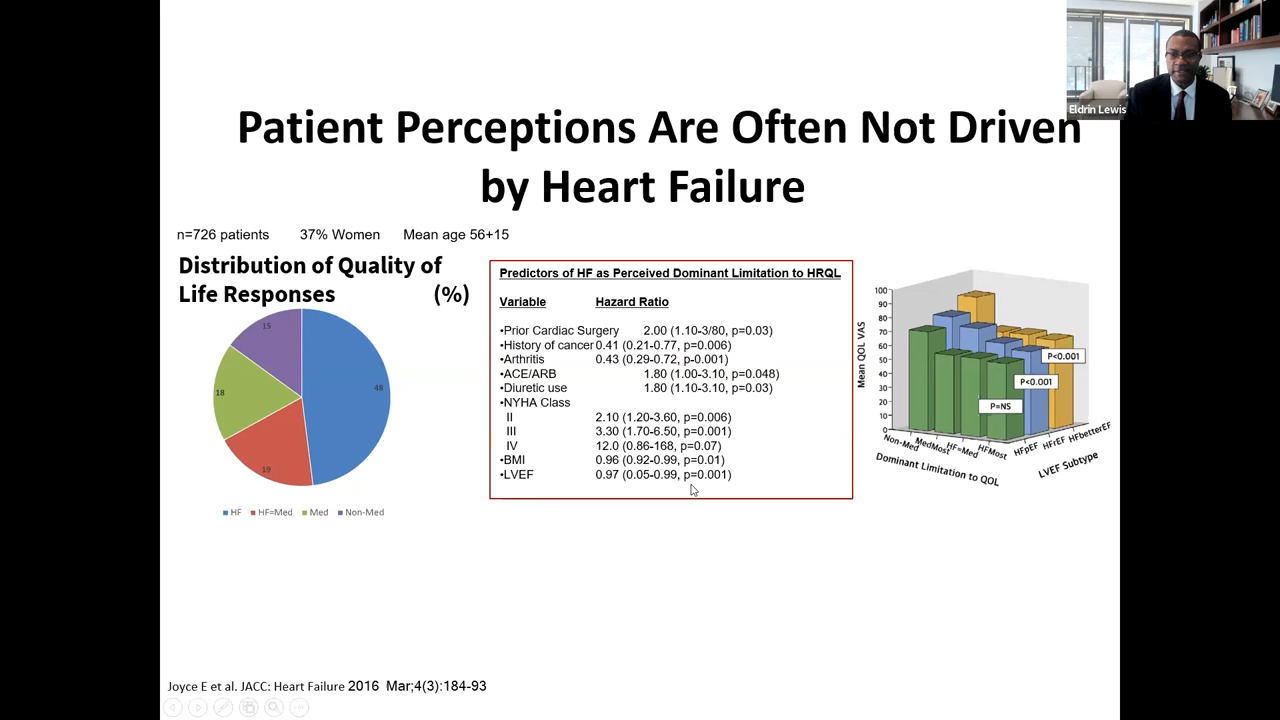 Eldrin Lewis
Patient Perceptions Are Often Not Driven
by Heart Failure
n=726 patients 37% Women Mean age 56+15
Distribution of Quality of
Life Responses (%)
15
48
18
19
HF HF=Med Med Non-Med
Predictors of HF as Perceived Dominant Limitation to HRQL
Variable Hazard Ratio
•Prior Cardiac Surgery 2.00 (1.10-3/80, p=0.03)
•History of cancer 0.41 (0.21-0.77, p=0.006)
•Arthritis 0.43 (0.29-0.72, p-0.001)
•ACE/ARB 1.80 (1.00-3.10, p=0.048)
•Diuretic use 1.80 (1.10-3.10, p=0.03)
•NYHA Class
II 2.10 (1.20-3.60, p=0.006)
III 3.30 (1.70-6.50, p=0.001)
IV 12.0 (0.86-168, p=0.07)
•BMI 0.96 (0.92-0.99, p=0.01)
•LVEF 0.97 (0.05-0.99, p=0.001)
Mean QOL VAS
100
90
80
70
60
50
40
30
20
10
0
P<0.001
P<0.001
P=NS
Non-Med
MedMost
HF=Med
HFMost
HFpEF
HFrEF
HFbetterEF
Dominant Limitation to QOL
LVEF Subtype
Joyce E et al. JACC: Heart Failure 2016 Mar;4(3):184-93